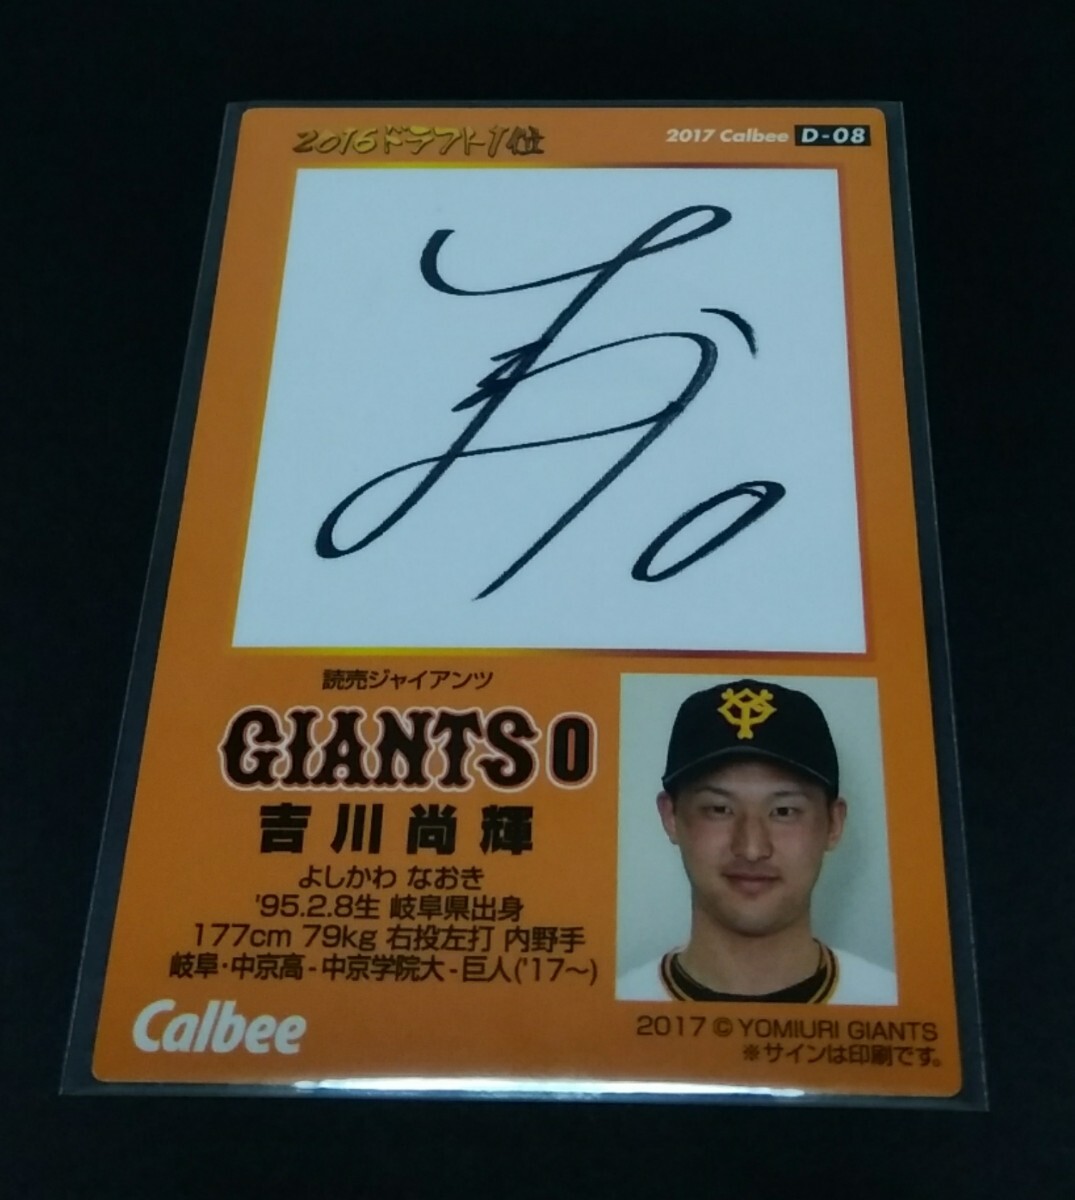 2016ドラフト1位
2017 Calbee D-08
読売ジャイアンツ
GIANTS 0
吉川尚輝
よしかわ なおき
'95.2.8生 岐阜県出身
177cm 79kg 右投左打 内野手
岐阜・中京高-中京学院大-巨人('17〜)
Calbee
2017 © YOMIURI GIANTS
※サインは印刷です。